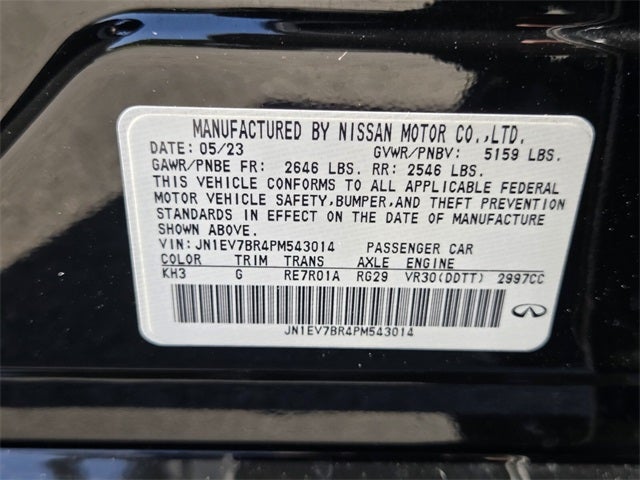 MANUFACTURED BY NISSAN MOTOR CO.,LTD.
DATE: 05/23 GVWR/PNBV: 5159 LBS.
GAWR/PNBE FR: 2646 LBS. RR: 2546 LBS.
THIS VEHICLE CONFORMS TO ALL APPLICABLE FEDERAL
MOTOR VEHICLE SAFETY,BUMPER,AND THEFT PREVENTION
STANDARDS IN EFFECT ON THE DATE OF MANUFACTURE
SHOWN ABOVE.
VIN: JN1EV7BR4PM543014 PASSENGER CAR
COLOR TRIM TRANS AXLE ENGINE
KH3 G RE7R01A RG29 VR30(DDTT) 2997CC
JN1EV7BR4PM543014